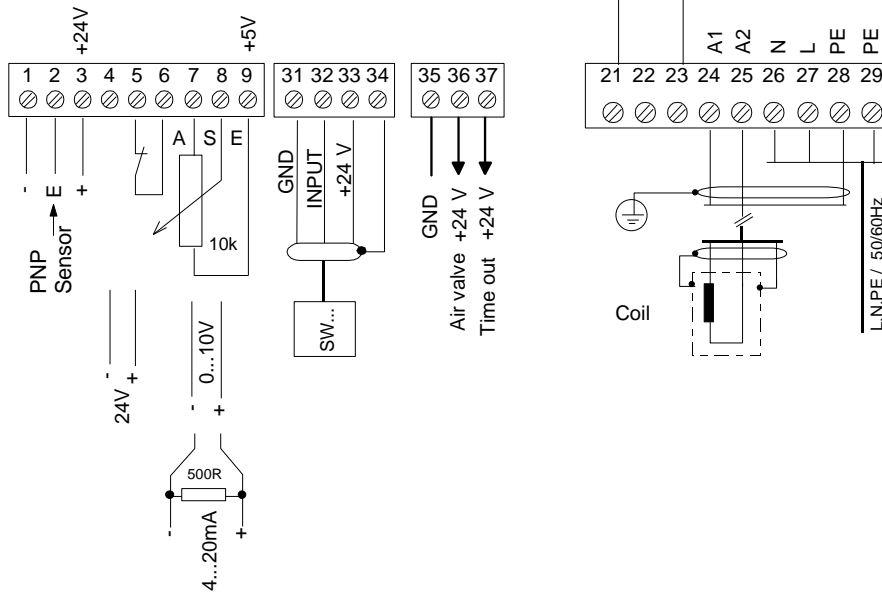 +24V
+5V
1 2 3 4 5 6 7 8 9
A S E
- E +
PNP
Sensor
10k
24V
- +
0...10V
- +
500R
- +
4...20mA
31 32 33 34
GND
INPUT
+24 V
SW...
35 36 37
GND
Air valve +24 V
Time out +24 V
A1
A2
N
L
PE
PE
21 22 23 24 25 26 27 28 29
Coil
L.N.PE / 50/60Hz